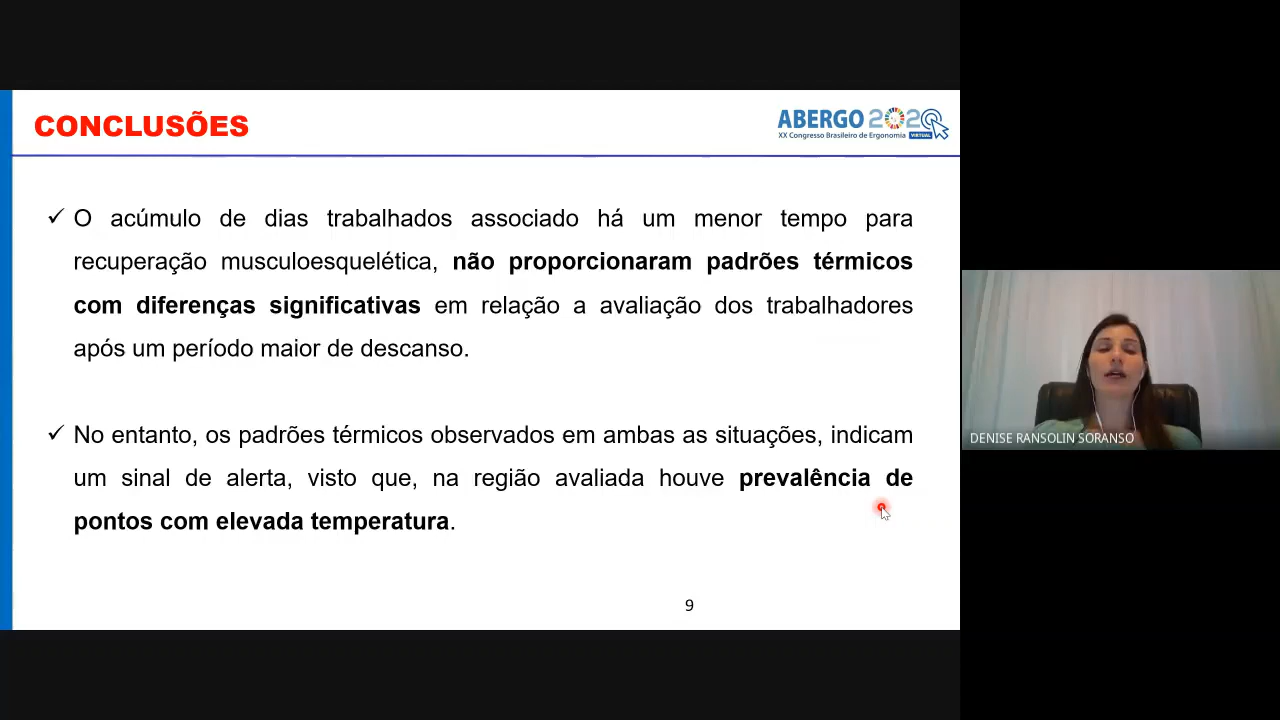 CONCLUSÕES
ABERGO 2020
XX Congresso Brasileiro de Ergonomia VIRTUAL
✓ O acúmulo de dias trabalhados associado há um menor tempo para
recuperação musculoesquelética, não proporcionaram padrões térmicos
com diferenças significativas em relação a avaliação dos trabalhadores
após um período maior de descanso.
✓ No entanto, os padrões térmicos observados em ambas as situações, indicam
um sinal de alerta, visto que, na região avaliada houve prevalência de
pontos com elevada temperatura.
9
DENISE RANSOLIN SORANSO